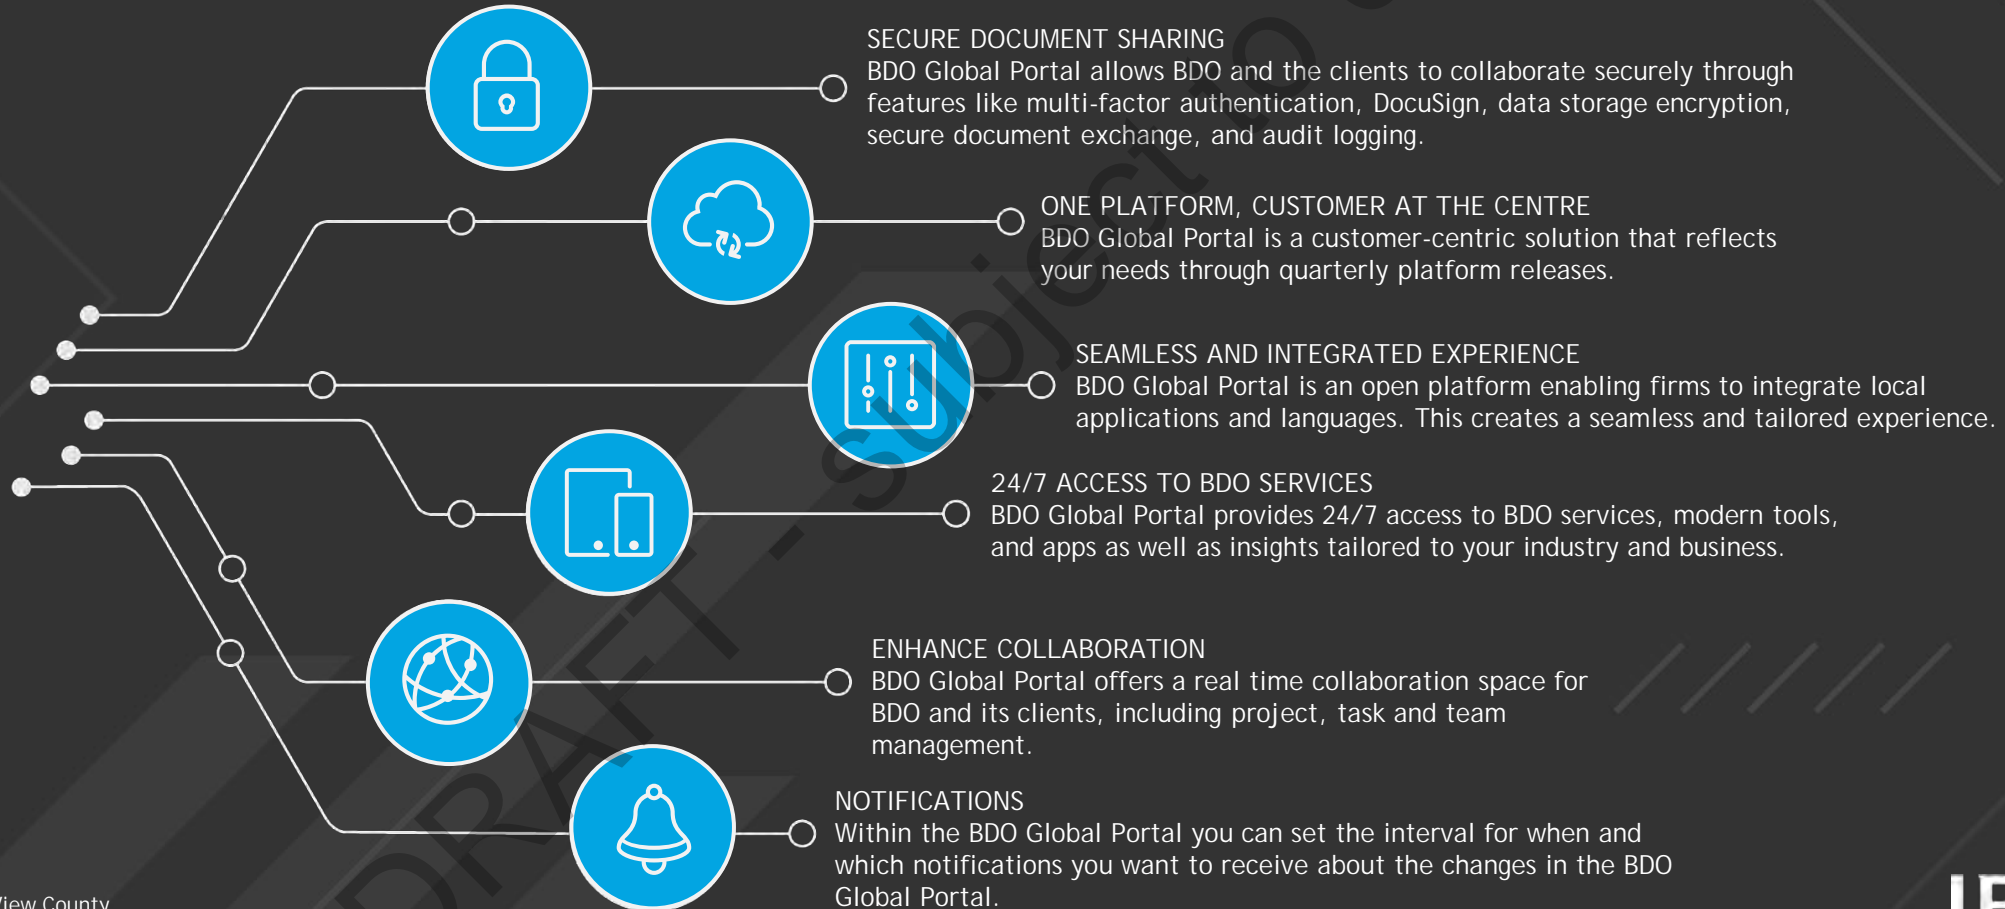 SECURE DOCUMENT SHARING
BDO Global Portal allows BDO and the clients to collaborate securely through
features like multi-factor authentication, DocuSign, data storage encryption,
secure document exchange, and audit logging.
ONE PLATFORM, CUSTOMER AT THE CENTRE
BDO Global Portal is a customer-centric solution that reflects
your needs through quarterly platform releases.
SEAMLESS AND INTEGRATED EXPERIENCE
BDO Global Portal is an open platform enabling firms to integrate local
applications and languages. This creates a seamless and tailored experience.
24/7 ACCESS TO BDO SERVICES
BDO Global Portal provides 24/7 access to BDO services, modern tools,
and apps as well as insights tailored to your industry and business.
ENHANCE COLLABORATION
BDO Global Portal offers a real time collaboration space for
BDO and its clients, including project, task and team
management.
NOTIFICATIONS
Within the BDO Global Portal you can set the interval for when and
which notifications you want to receive about the changes in the BDO
Global Portal.
View County
DRAFT - subject to